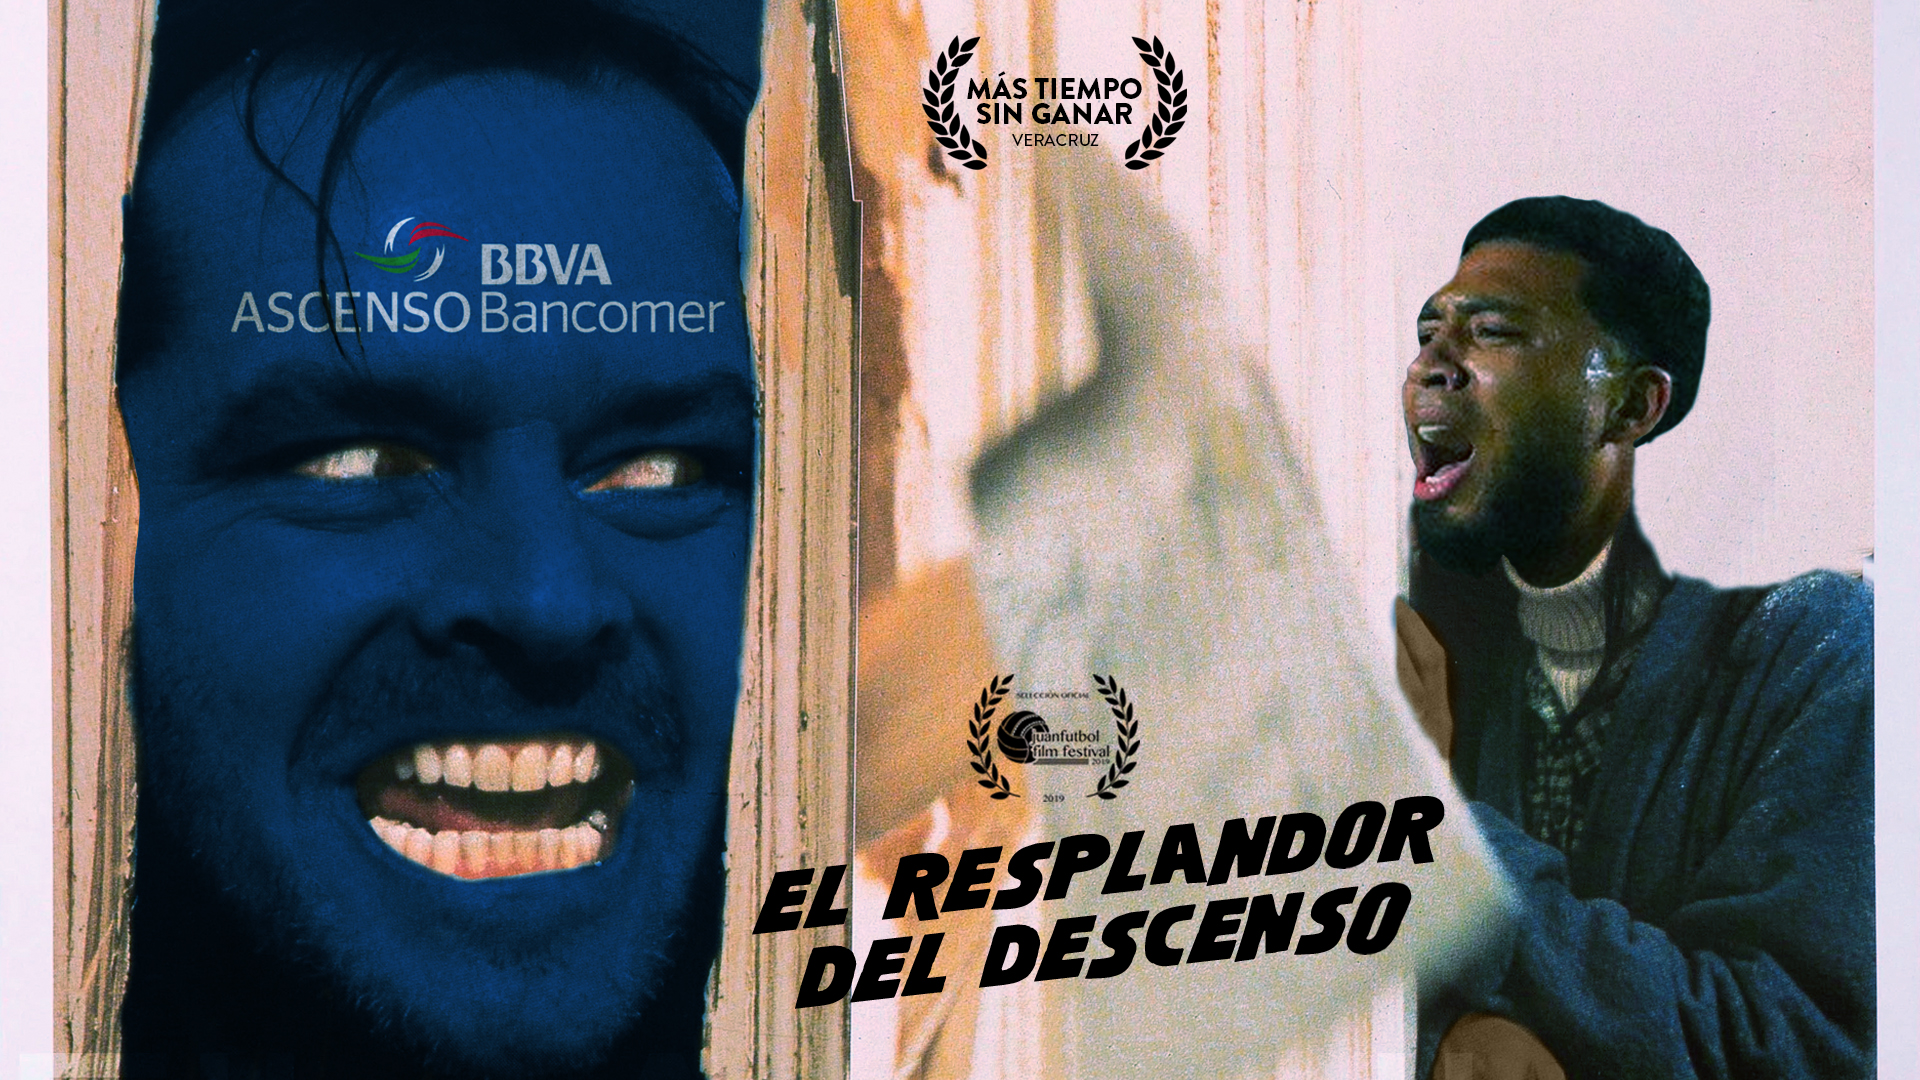 MÁS TIEMPO
SIN GANAR
VERACRUZ
BBVA
ASCENSO Bancomer
SELECCIÓN OFICIAL
juanfutbol
film festival
2019
2019
EL RESPLANDOR
DEL DESCENSO